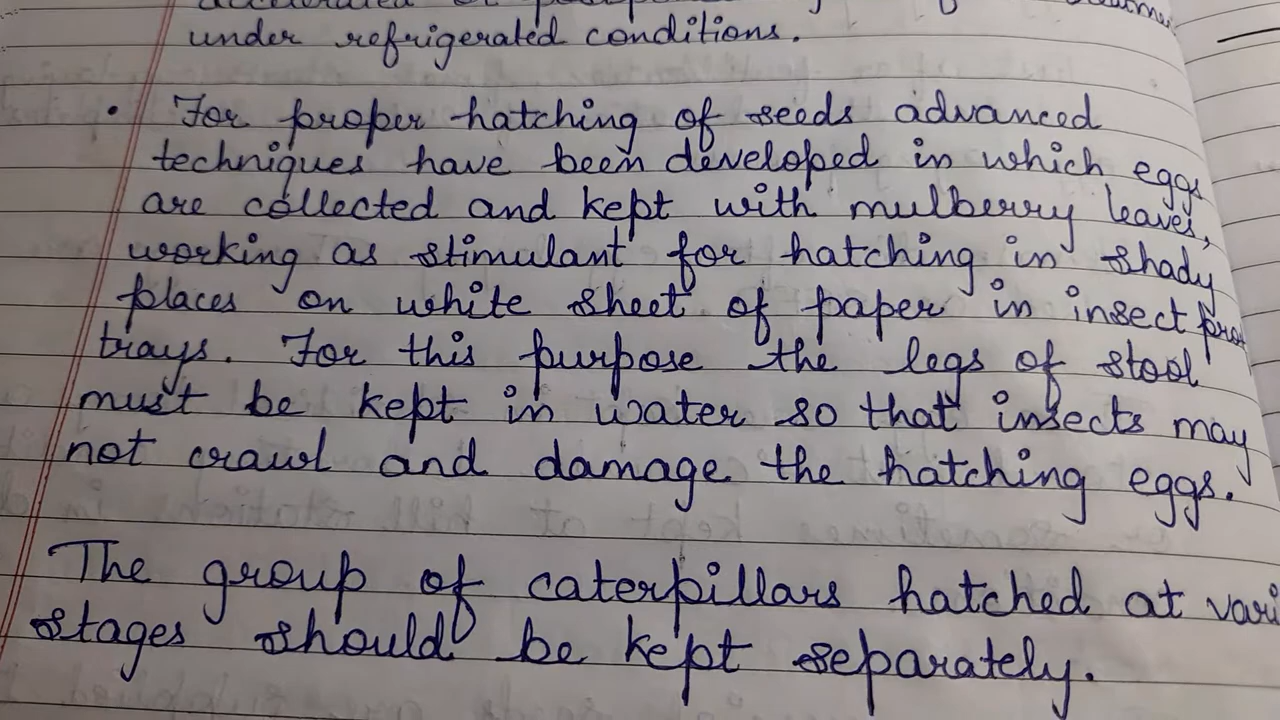 under refrigerated conditions.
• For proper hatching of seeds advanced
techniques have been developed in which eggs
are collected and kept with mulberry leaves,
working as stimulant for hatching in shady
places on white sheet of paper in insect
trays. For this purpose the legs of stool
must be kept in water so that insects may
not crawl and damage the hatching eggs.
The group of caterpillars hatched at
stages should be kept separately.